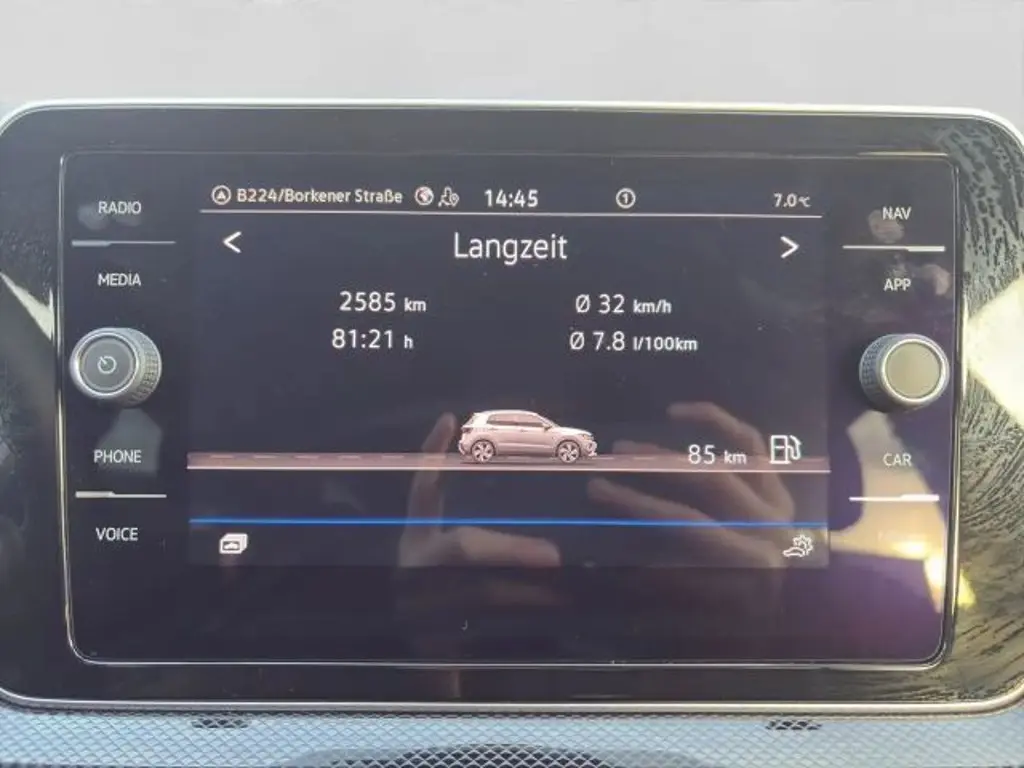 RADIO
MEDIA
PHONE
VOICE
B224/Borkener Straße 14:45 1 7.0°C
< Langzeit >
2585 km Ø 32 km/h
81:21 h Ø 7.8 l/100km
85 km
NAV
APP
CAR